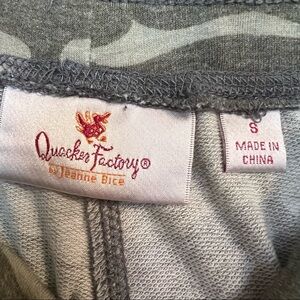 Quacker Factory®
by Jeanne Bice
S
MADE IN
CHINA